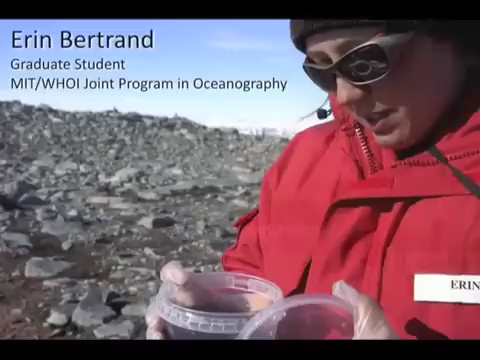 Erin Bertrand
Graduate Student
MIT/WHOI Joint Program in Oceanography
ERIN